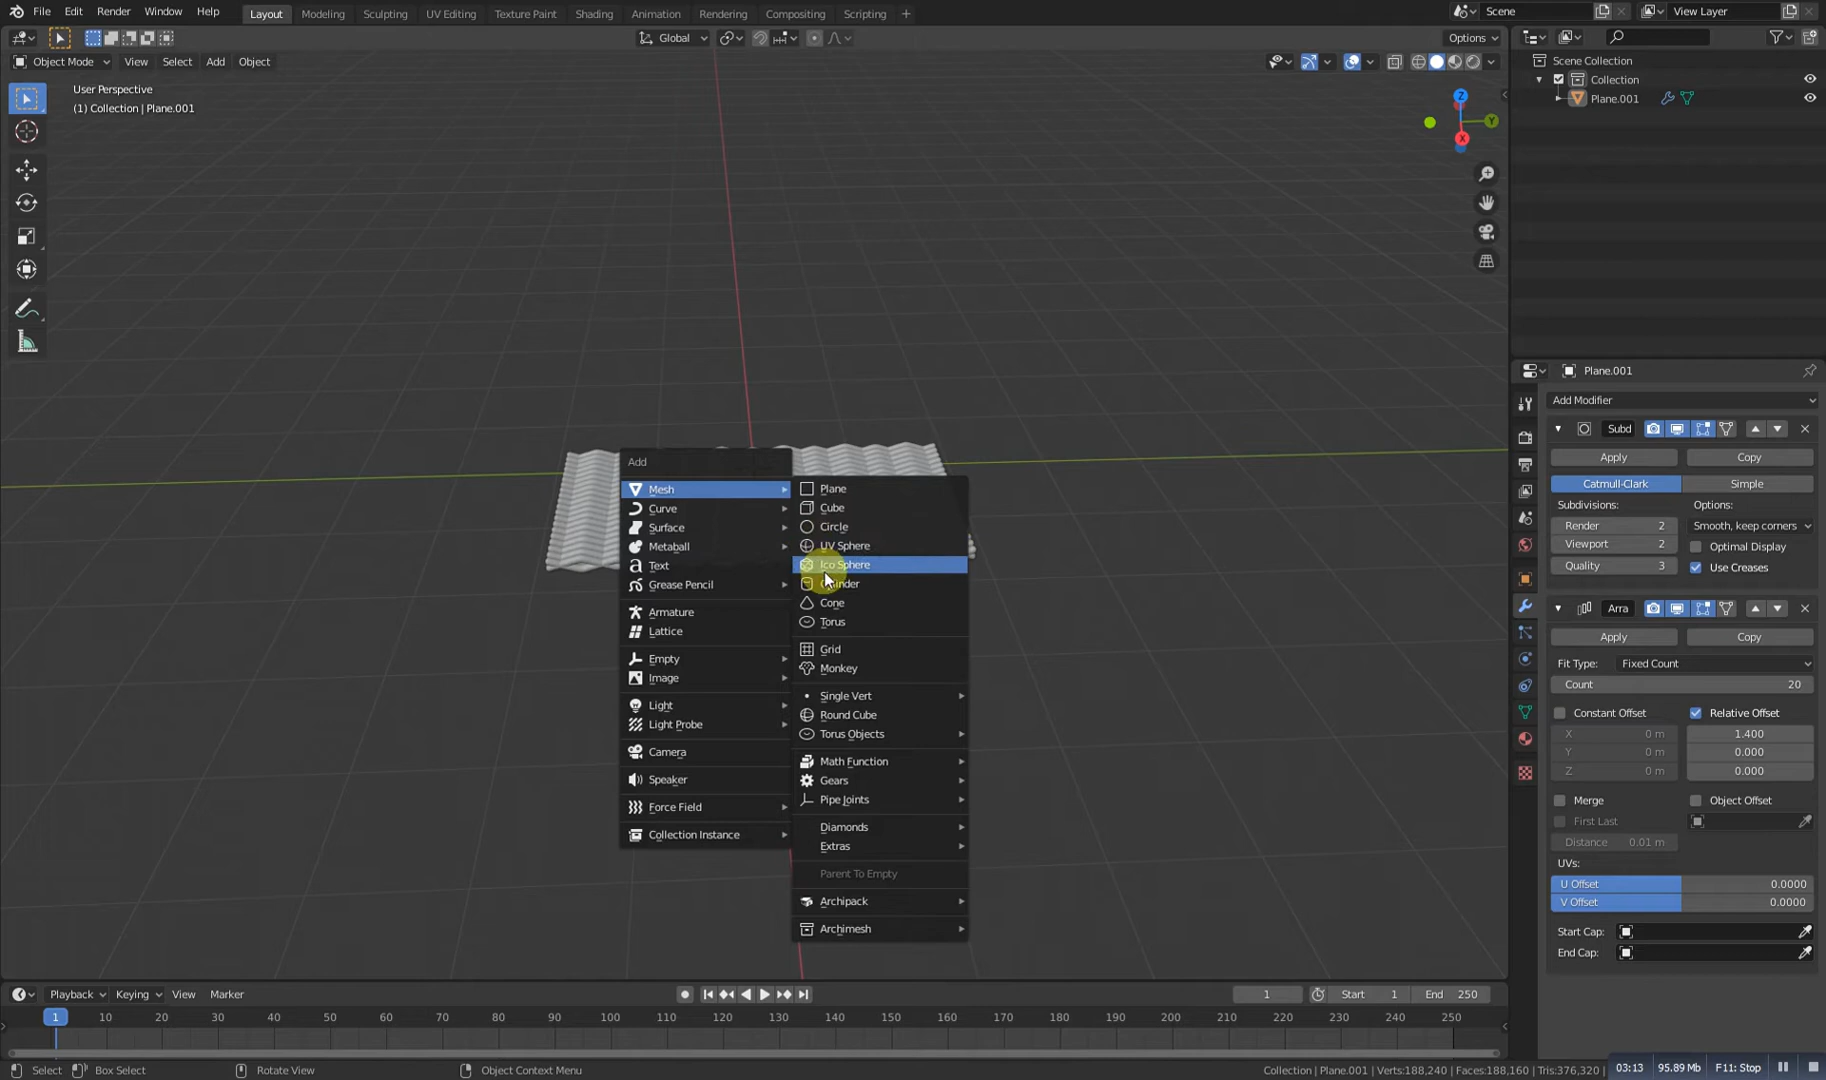 File Edit Render Window Help Layout Modeling Sculpting UV Editing Texture Paint Shading Animation Rendering Compositing Scripting + Scene View Layer
Global Options
Object Mode View Select Add Object
User Perspective
(1) Collection | Plane.001
Z
Y
X
Scene Collection
Collection
Plane.001
Add
Mesh
Curve
Surface
Metaball
Text
Grease Pencil
Armature
Lattice
Empty
Image
Light
Light Probe
Camera
Speaker
Force Field
Collection Instance
Plane
Cube
Circle
UV Sphere
Ico Sphere
Cone
Torus
Grid
Monkey
Single Vert
Round Cube
Torus Objects
Math Function
Gears
Pipe Joints
Diamonds
Extras
Parent To Empty
Archipack
Archimesh
Plane.001
Add Modifier
Subd
Apply Copy
Catmull-Clark Simple
Subdivisions: Options:
Render 2 Smooth, keep corners
Viewport 2 Optimal Display
Quality 3 Use Creases
Arra
Apply Copy
Fit Type: Fixed Count
Count 20
Constant Offset Relative Offset
X 0 m 1.400
Y 0 m 0.000
Z 0 m 0.000
Merge Object Offset
First Last
Distance 0.01 m
UVs:
U Offset 0.0000
V Offset 0.0000
Start Cap:
End Cap:
Playback Keying View Marker 1 Start 1 End 250
1 10 20 30 40 50 60 70 80 90 100 110 120 130 140 150 160 170 180 190 200 210 220 230 240 250
Select Box Select Rotate View Object Context Menu Collection | Plane.001 | Verts:188,240 | Faces:188,160 | Tris:376,320 | 03:13 95.89 Mb F11: Stop